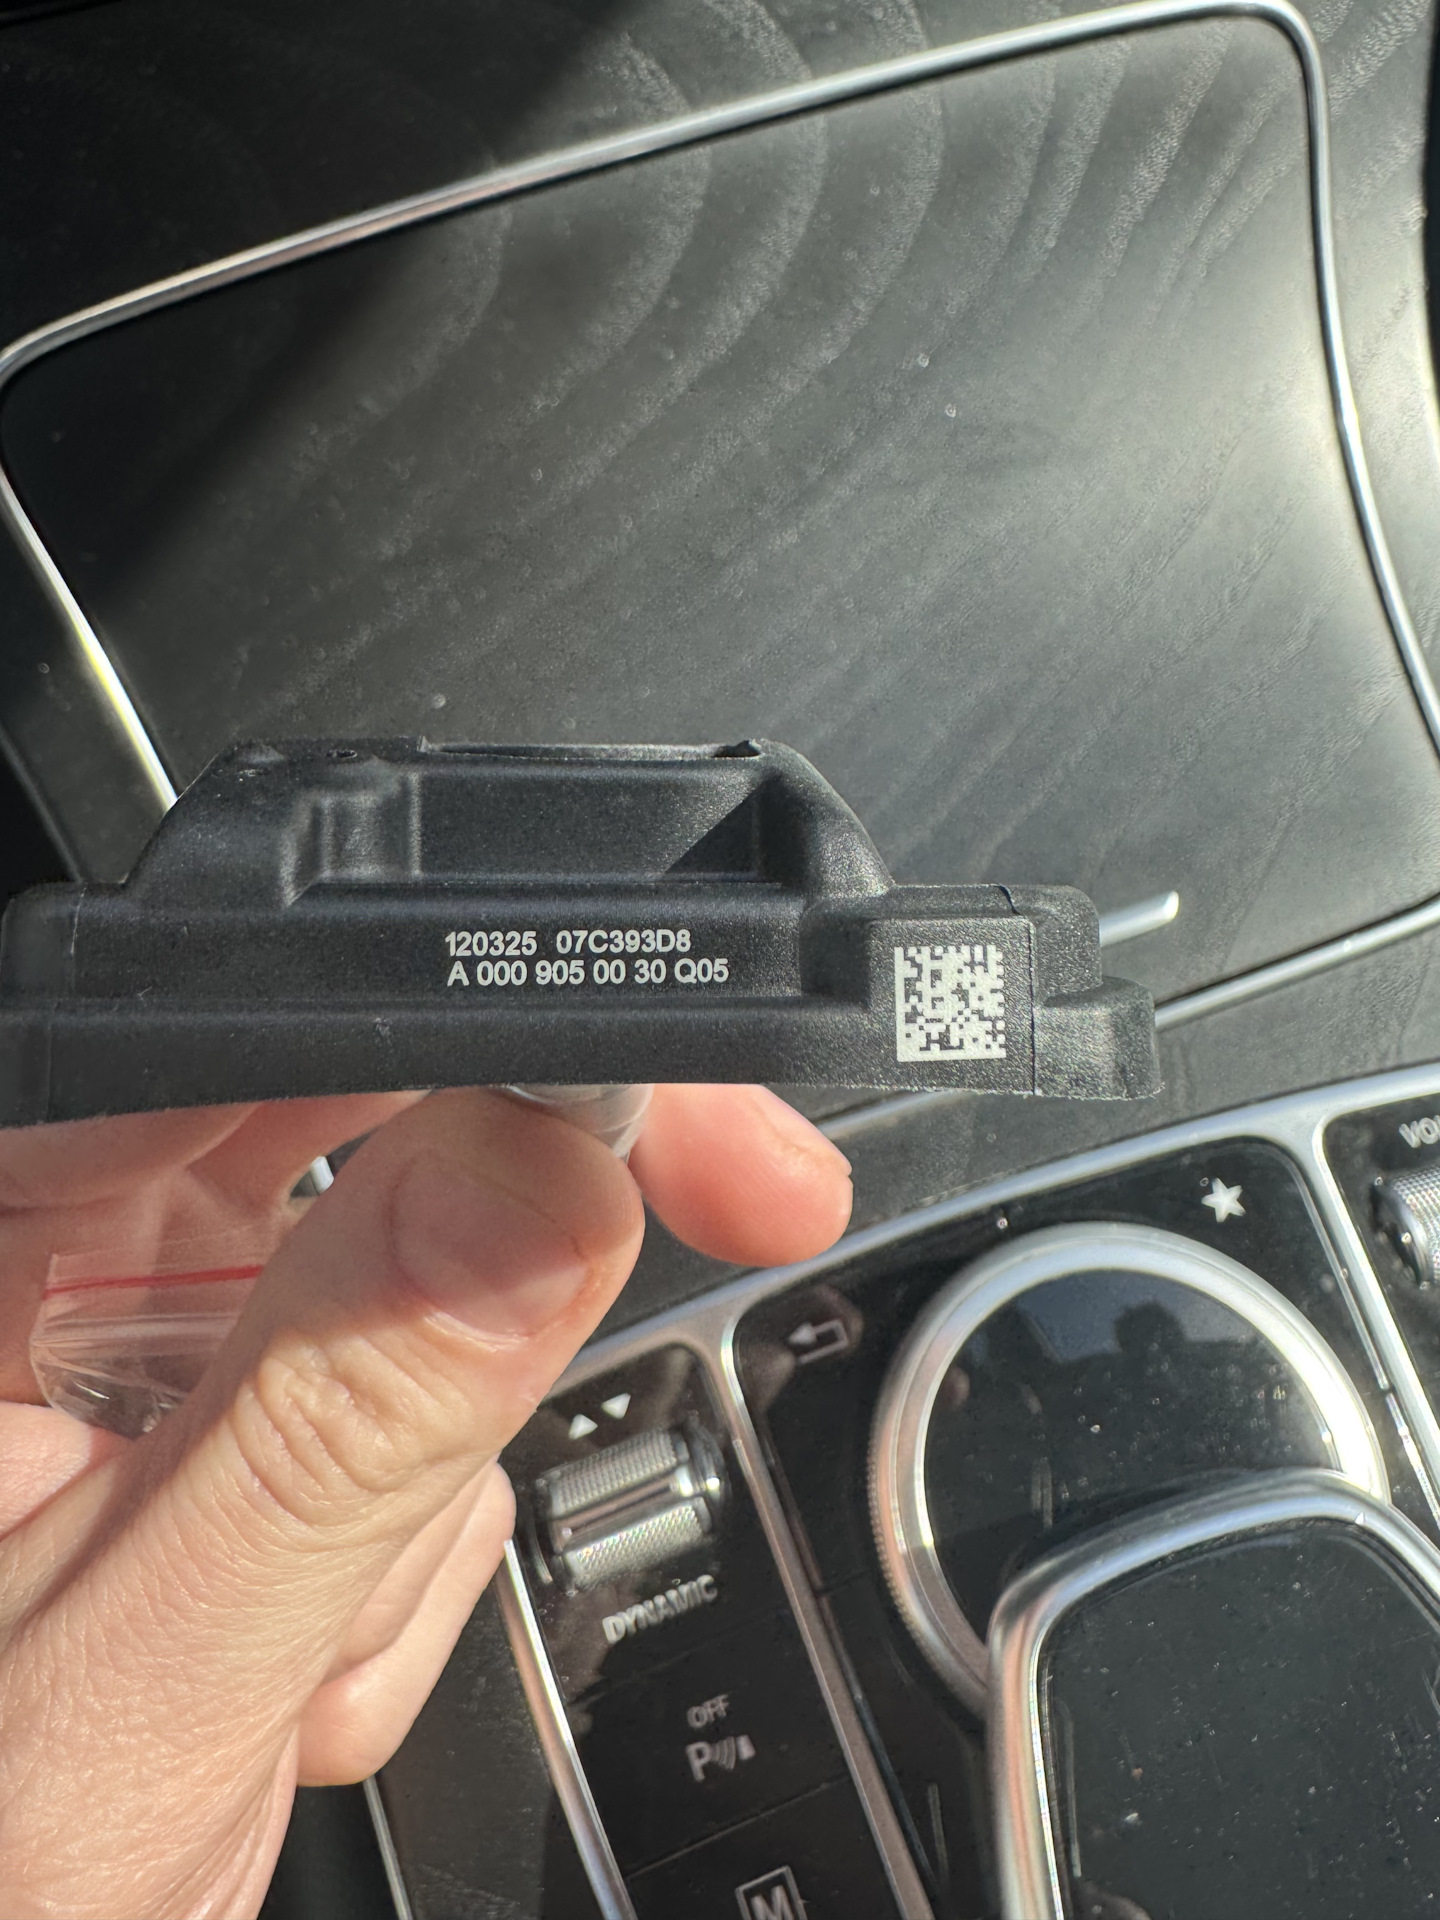 120325 07C393D8
A 000 905 00 30 Q05
DYNAMIC
OFF
P
M